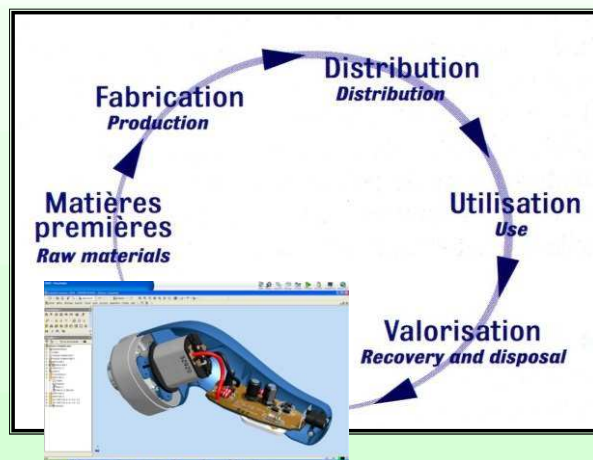 Distribution
Distribution
Fabrication
Production
Matières
premières
Raw materials
Utilisation
Use
Valorisation
Recovery and disposal